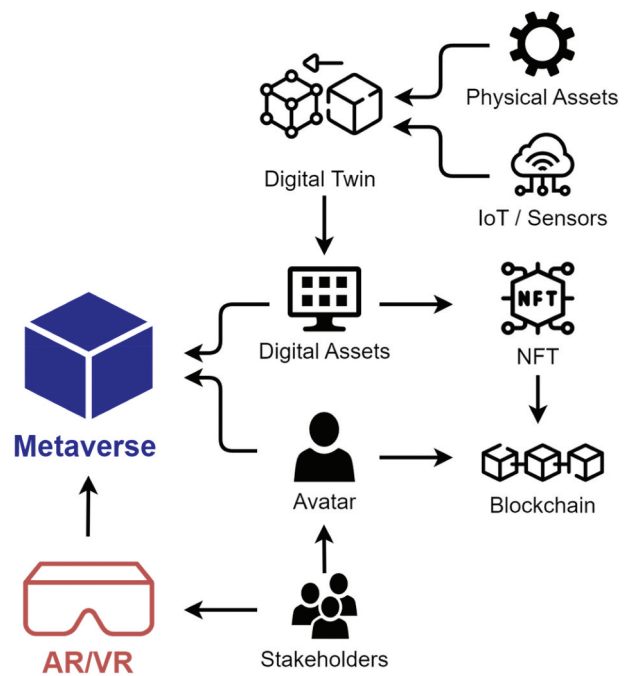 Physical Assets
Digital Twin
IoT / Sensors
NFT
Digital Assets
NFT
Metaverse
Avatar
Blockchain
AR/VR
Stakeholders